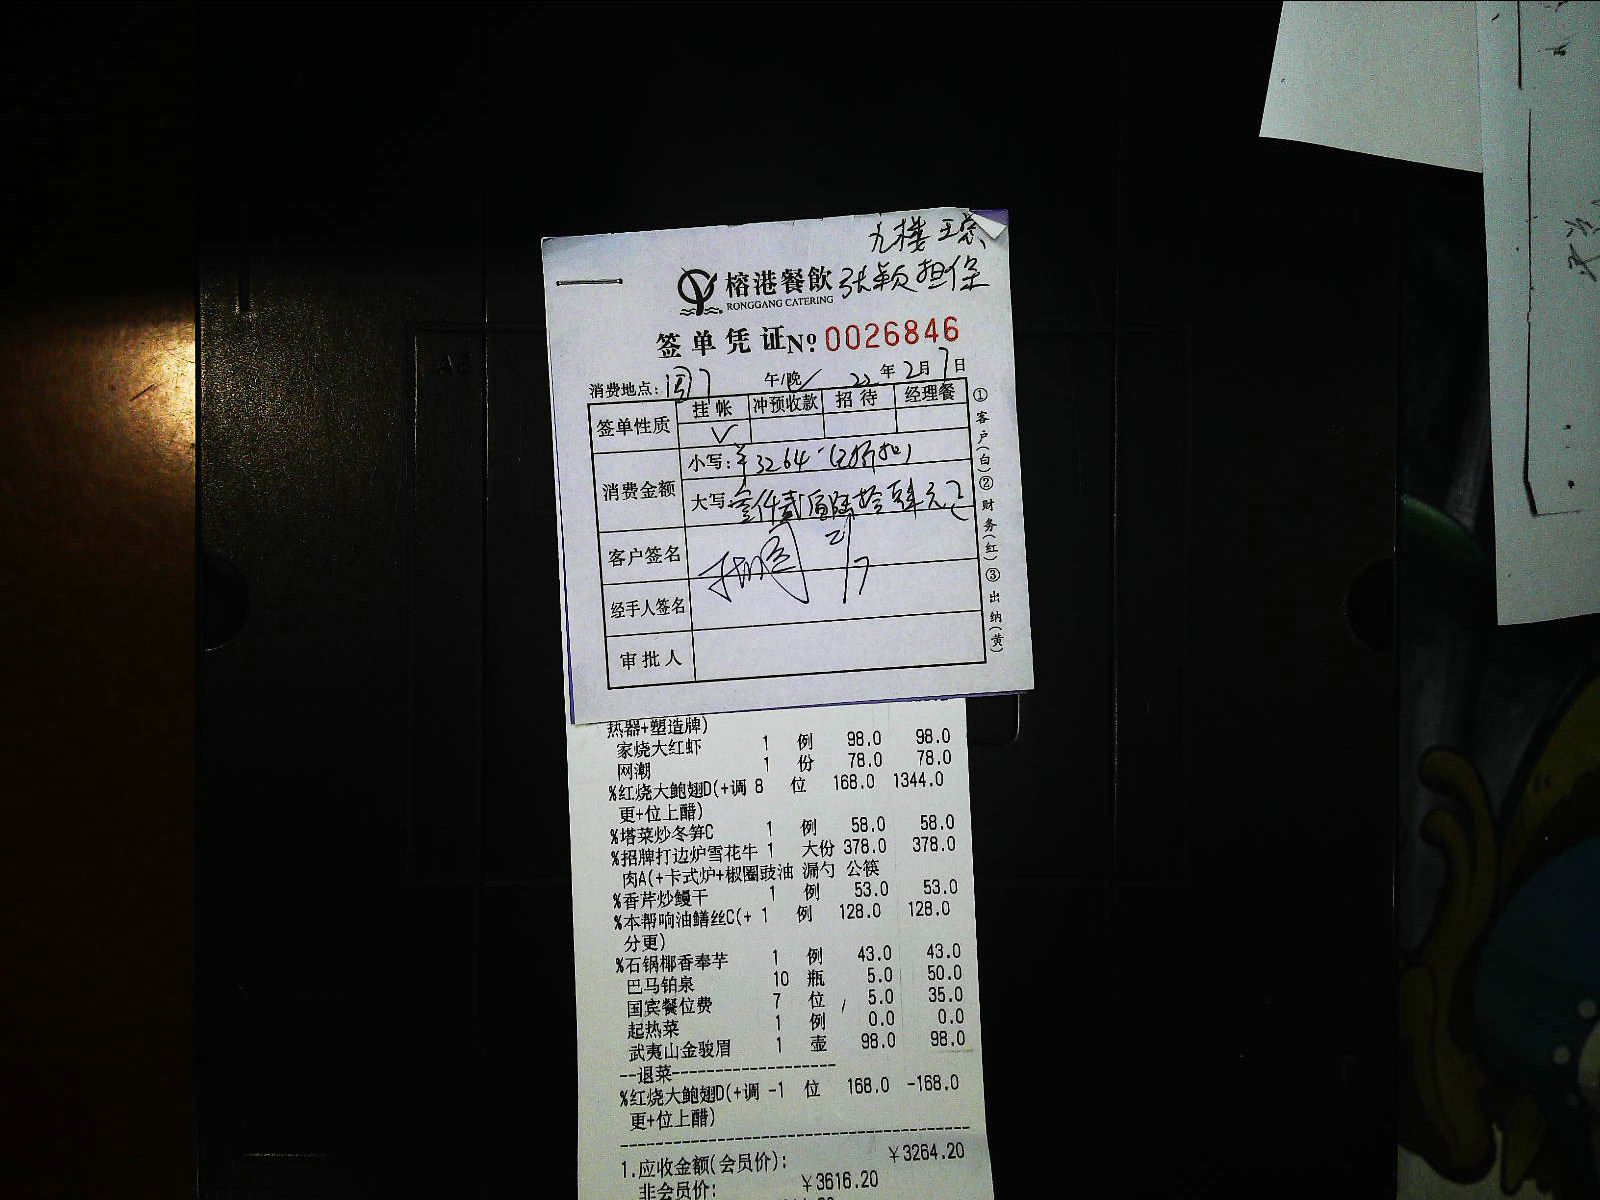 九楼
张颖担保
榕港餐飲
RONGGANG CATERING
签单凭证 № 0026846
消费地点: 午/晚 22年2月7日
签单性质 挂帐 冲预收款 招待 经理餐
✓
消费金额 小写:¥3264
大写 叁仟贰佰陆拾肆元
客户签名
2/7
经手人签名
审批人
①客户(白)②财务(红)③出纳(黄)
热器+塑造牌)
家烧大红虾 1 例 98.0 98.0
网潮 1 份 78.0 78.0
%红烧大鲍翅D(+调 8 位 168.0 1344.0
更+位上醋)
%塔菜炒冬笋C 1 例 58.0 58.0
%招牌打边炉雪花牛 1 大份 378.0 378.0
肉A(+卡式炉+椒圈豉油 漏勺 公筷
%香芹炒鳗干 1 例 53.0 53.0
%本帮响油鳝丝C(+ 1 例 128.0 128.0
分更)
%石锅椰香奉芋 1 例 43.0 43.0
巴马铂泉 10 瓶 5.0 50.0
国宾餐位费 7 位 5.0 35.0
起热菜 1 例 0.0 0.0
武夷山金骏眉 1 壶 98.0 98.0
--退菜--------------------
%红烧大鲍翅D(+调 -1 位 168.0 -168.0
更+位上醋)
1.应收金额(会员价): ¥3264.20
非会员价: ¥3616.20